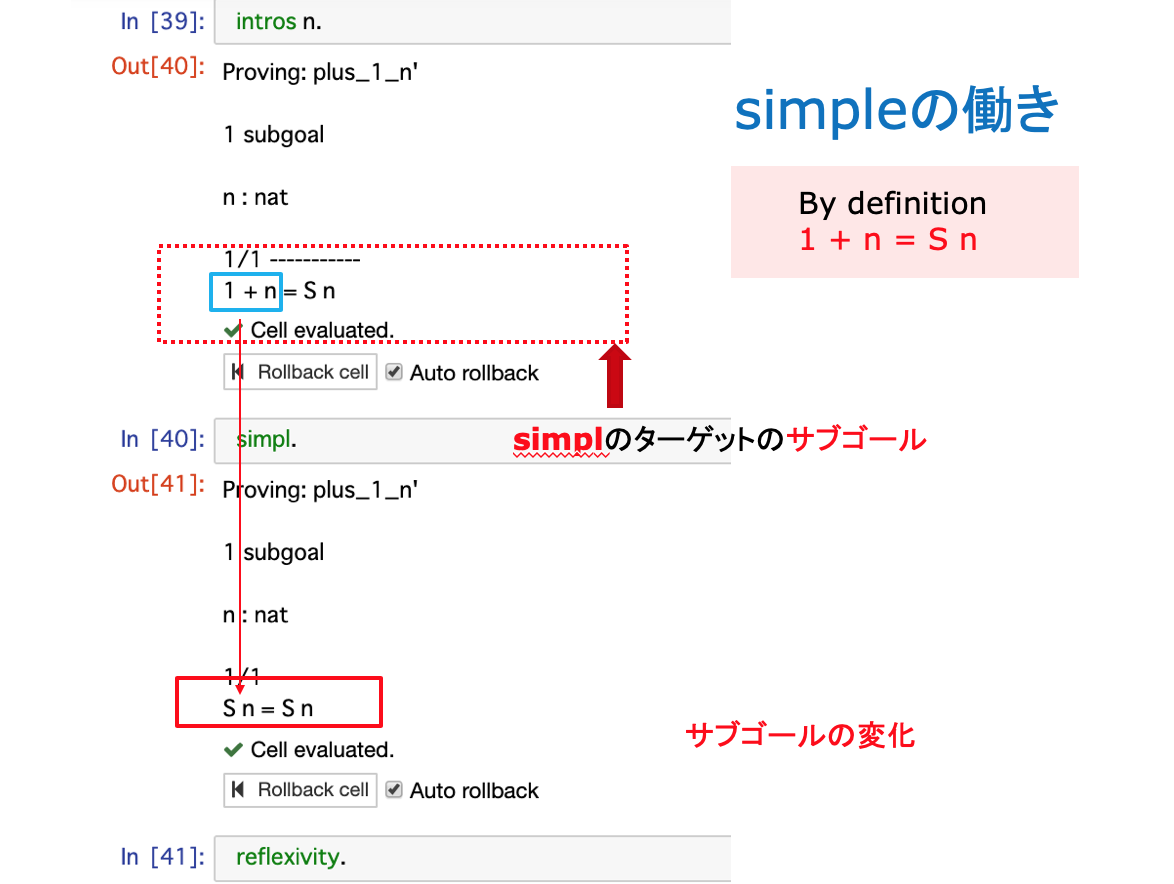 In [39]: intros n.
Out[40]: Proving: plus_1_n'
simpleの働き
1 subgoal
By definition
1 + n = S n
n : nat
1/1 -----------
1 + n = S n
✔ Cell evaluated.
Rollback cell Auto rollback
In [40]: simpl.
simplのターゲットのサブゴール
Out[41]: Proving: plus_1_n'
1 subgoal
n : nat
1/1
S n = S n
サブゴールの変化
✔ Cell evaluated.
Rollback cell Auto rollback
In [41]: reflexivity.